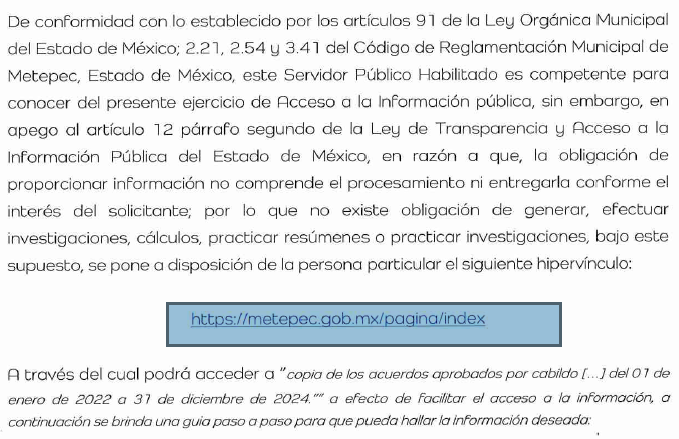 De conformidad con lo establecido por los artículos 91 de la Ley Orgánica Municipal
del Estado de México; 2.21, 2.54 y 3.41 del Código de Reglamentación Municipal de
Metepec, Estado de México, este Servidor Público Habilitado es competente para
conocer del presente ejercicio de Acceso a la Información pública, sin embargo, en
apego al artículo 12 párrafo segundo de la Ley de Transparencia y Acceso a la
Información Pública del Estado de México, en razón a que, la obligación de
proporcionar información no comprende el procesamiento ni entregarla conforme el
interés del solicitante; por lo que no existe obligación de generar, efectuar
investigaciones, cálculos, practicar resúmenes o practicar investigaciones, bajo este
supuesto, se pone a disposición de la persona particular el siguiente hipervínculo:
https://metepec.gob.mx/pagina/index
A través del cual podrá acceder a "copia de los acuerdos aprobados por cabildo [...] del 01 de
enero de 2022 a 31 de diciembre de 2024."" a efecto de facilitar el acceso a la información, a
continuación se brinda una guia paso a paso para que pueda hallar la información deseada: